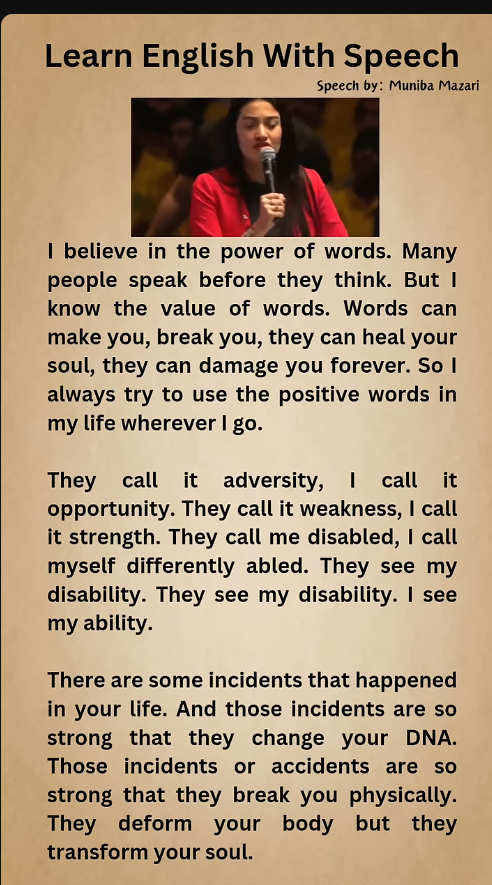 Learn English With Speech
Speech by: Muniba Mazari
I believe in the power of words. Many
people speak before they think. But I
know the value of words. Words can
make you, break you, they can heal your
soul, they can damage you forever. So I
always try to use the positive words in
my life wherever I go.
They call it adversity, I call it
opportunity. They call it weakness, I call
it strength. They call me disabled, I call
myself differently abled. They see my
disability. They see my disability. I see
my ability.
There are some incidents that happened
in your life. And those incidents are so
strong that they change your DNA.
Those incidents or accidents are so
strong that they break you physically.
They deform your body but they
transform your soul.